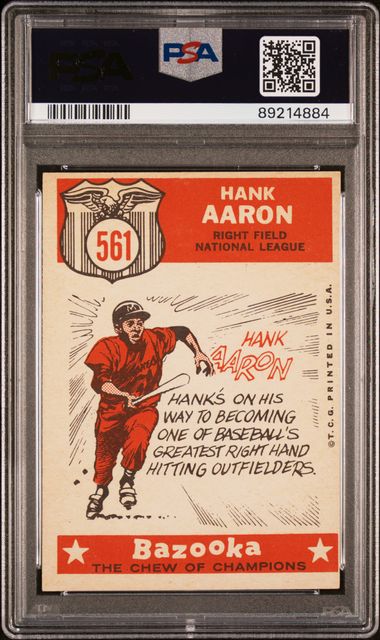 PSA
PSA
89214884
561
HANK
AARON
RIGHT FIELD
NATIONAL LEAGUE
HANK
AARON
HANK'S ON HIS
WAY TO BECOMING
ONE OF BASEBALL'S
GREATEST RIGHT HAND
HITTING OUTFIELDERS.
M
© T. C. G. PRINTED IN U.S.A.
Bazooka
THE CHEW OF CHAMPIONS